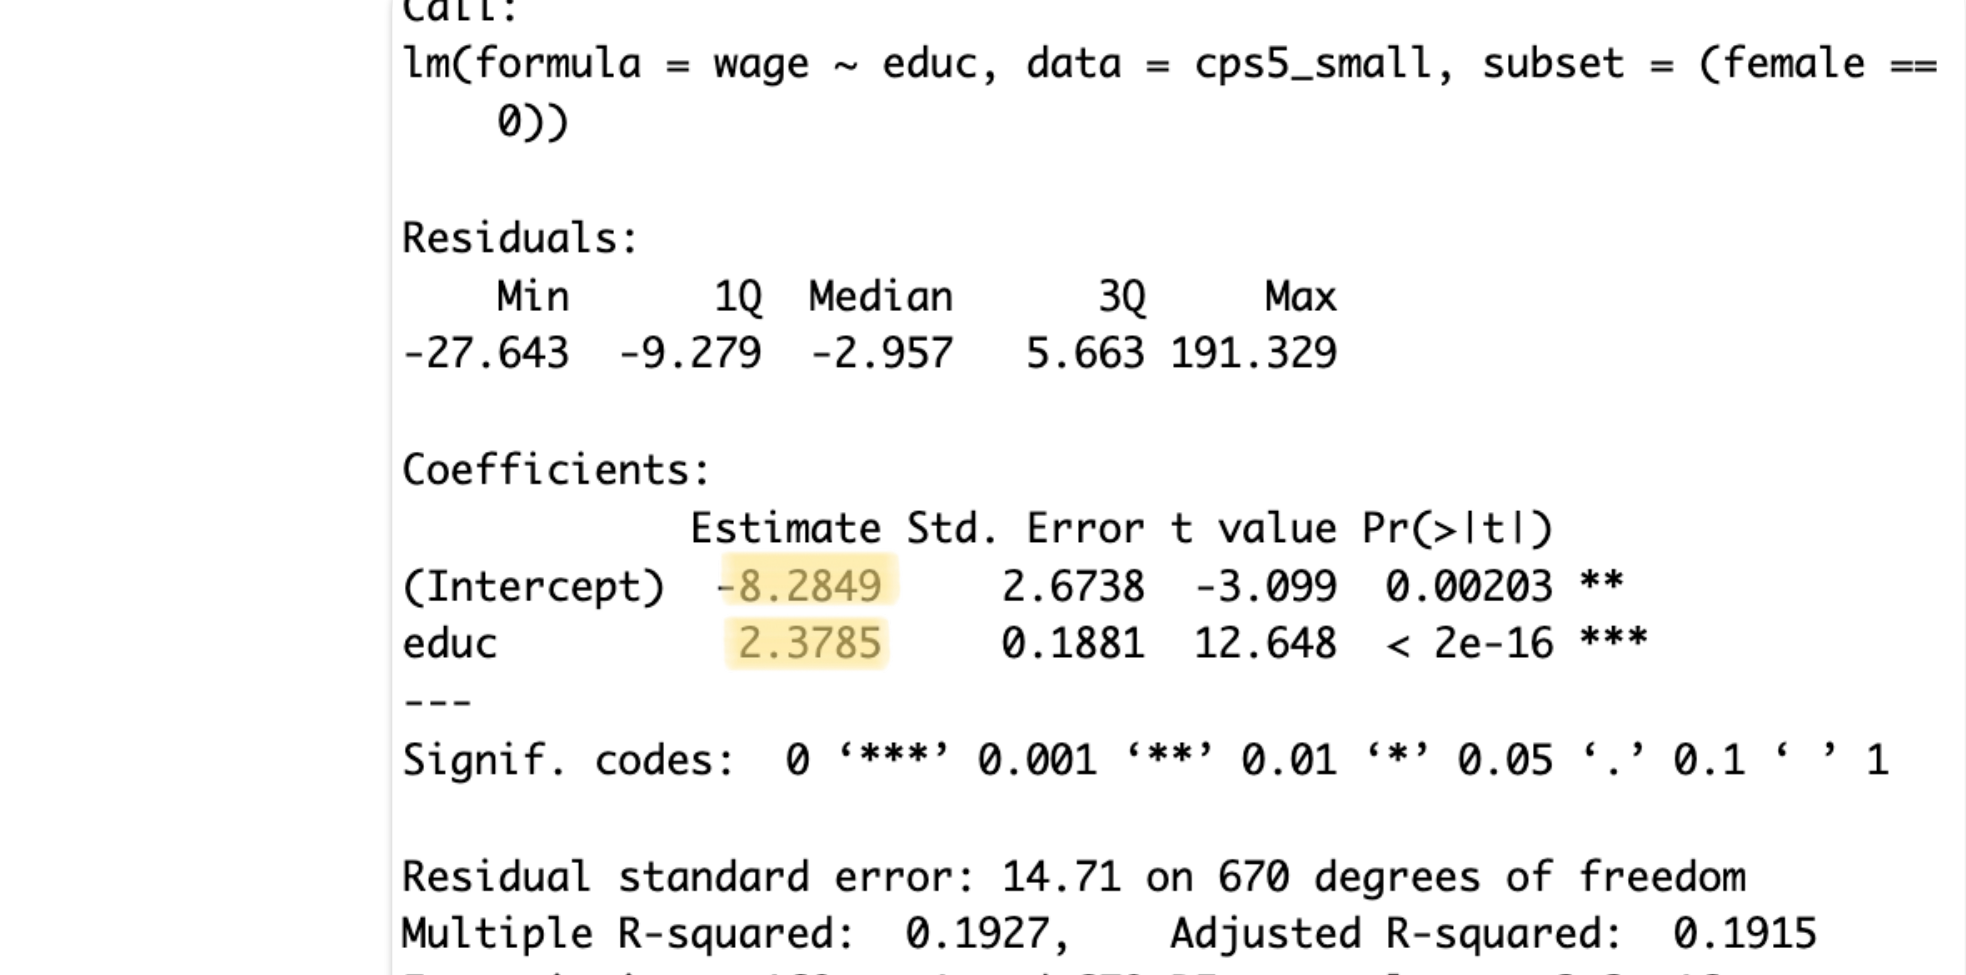 Call:
lm(formula = wage ~ educ, data = cps5_small, subset = (female ==
    0))
Residuals:
    Min      1Q  Median      3Q     Max
-27.643  -9.279  -2.957   5.663 191.329
Coefficients:
            Estimate Std. Error t value Pr(>|t|)
(Intercept)  -8.2849     2.6738  -3.099  0.00203 **
educ          2.3785     0.1881  12.648  < 2e-16 ***
---
Signif. codes:  0 ‘***’ 0.001 ‘**’ 0.01 ‘*’ 0.05 ‘.’ 0.1 ‘ ’ 1
Residual standard error: 14.71 on 670 degrees of freedom
Multiple R-squared:  0.1927,    Adjusted R-squared:  0.1915